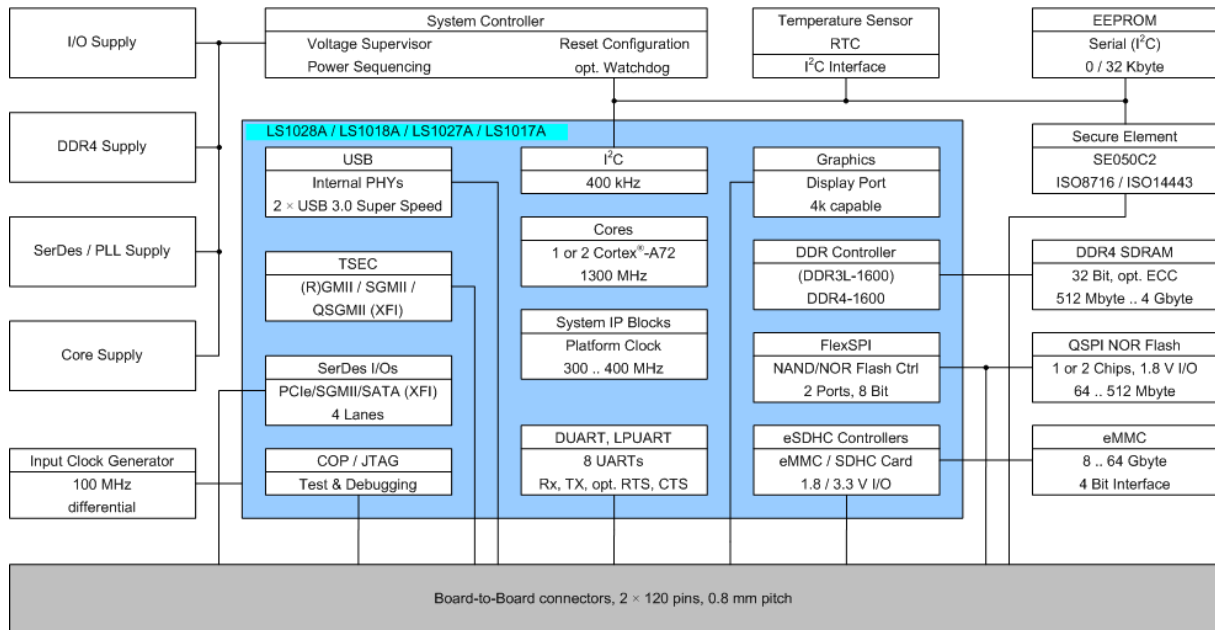 I/O Supply
System Controller
Voltage Supervisor
Reset Configuration
Power Sequencing
opt. Watchdog
Temperature Sensor
RTC
I²C Interface
EEPROM
Serial (I²C)
0 / 32 Kbyte
DDR4 Supply
SerDes / PLL Supply
Core Supply
Input Clock Generator
100 MHz
differential
LS1028A / LS1018A / LS1027A / LS1017A
USB
Internal PHYs
2 × USB 3.0 Super Speed
TSEC
(R)GMII / SGMII /
QSGMII (XFI)
SerDes I/Os
PCIe/SGMII/SATA (XFI)
4 Lanes
COP / JTAG
Test & Debugging
I²C
400 kHz
Cores
1 or 2 Cortex®-A72
1300 MHz
System IP Blocks
Platform Clock
300 .. 400 MHz
DUART, LPUART
8 UARTs
Rx, TX, opt. RTS, CTS
Graphics
Display Port
4k capable
DDR Controller
(DDR3L-1600)
DDR4-1600
FlexSPI
NAND/NOR Flash Ctrl
2 Ports, 8 Bit
eSDHC Controllers
eMMC / SDHC Card
1.8 / 3.3 V I/O
Secure Element
SE050C2
ISO8716 / ISO14443
DDR4 SDRAM
32 Bit, opt. ECC
512 Mbyte .. 4 Gbyte
QSPI NOR Flash
1 or 2 Chips, 1.8 V I/O
64 .. 512 Mbyte
eMMC
8 .. 64 Gbyte
4 Bit Interface
Board-to-Board connectors, 2 × 120 pins, 0.8 mm pitch